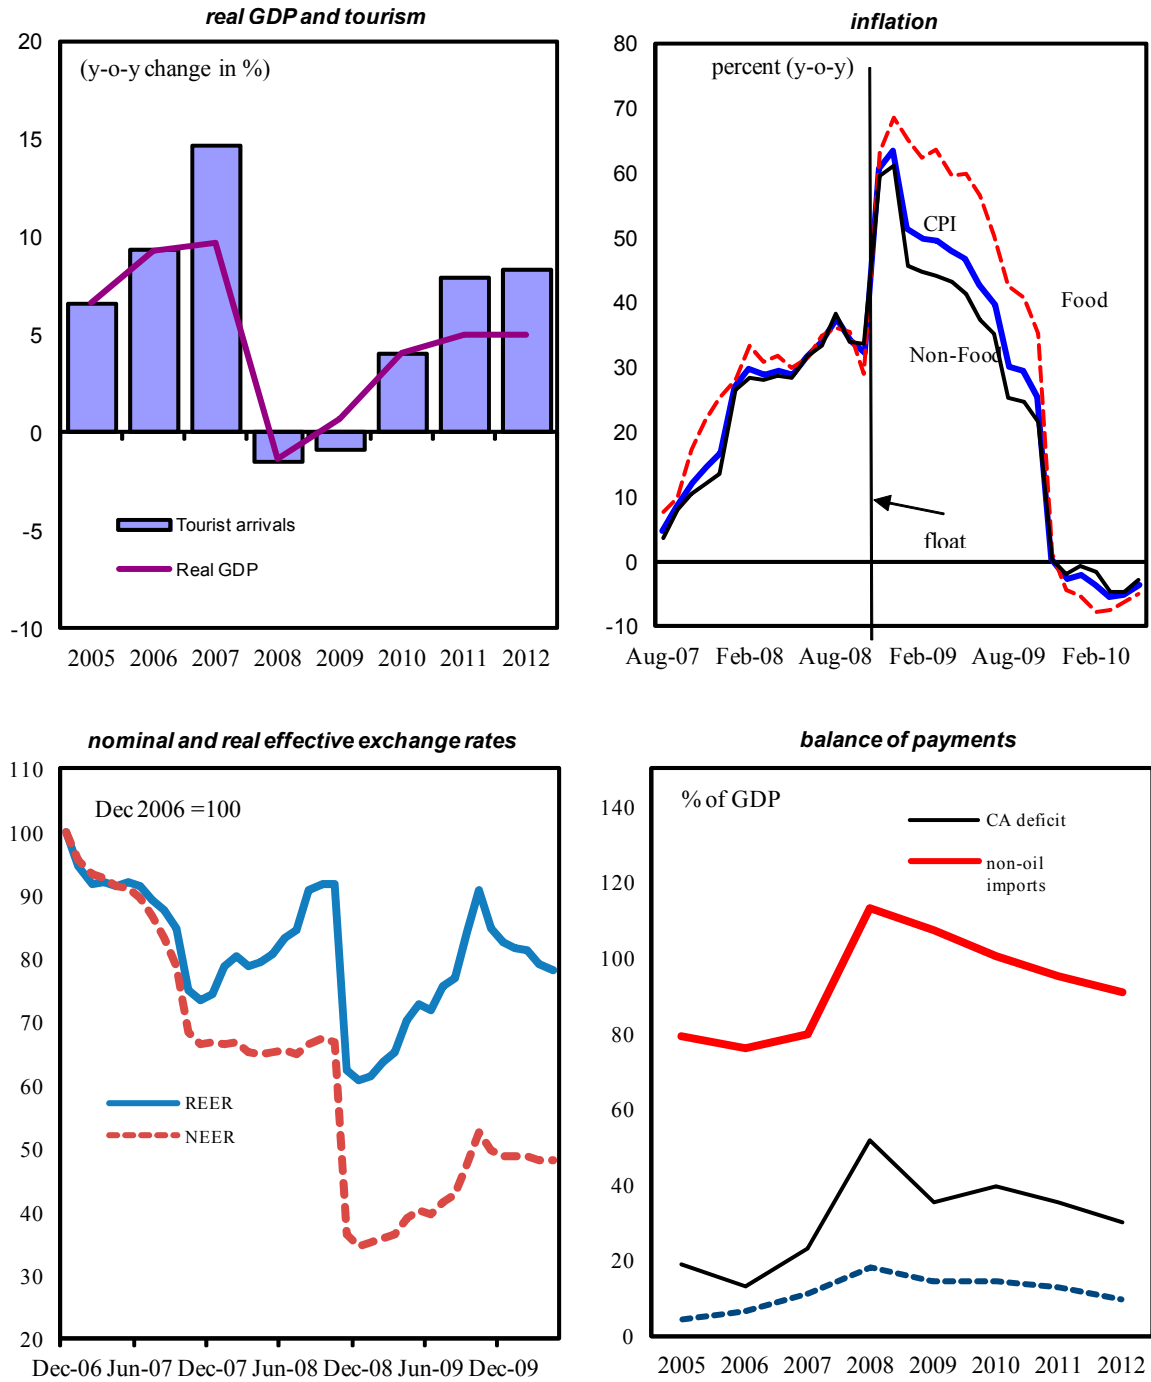 real GDP and tourism
20
15
10
5
0
-5
-10
(y-o-y change in %)
Tourist arrivals
Real GDP
2005 2006 2007 2008 2009 2010 2011 2012
inflation
80
70
60
50
40
30
20
10
0
-10
percent (y-o-y)
CPI
Food
Non-Food
float
Aug-07 Feb-08 Aug-08 Feb-09 Aug-09 Feb-10
nominal and real effective exchange rates
110
100
90
80
70
60
50
40
30
20
Dec 2006 =100
REER
NEER
Dec-06 Jun-07 Dec-07 Jun-08 Dec-08 Jun-09 Dec-09
balance of payments
140
120
100
80
60
40
20
0
% of GDP
CA deficit
non-oil
imports
2005 2006 2007 2008 2009 2010 2011 2012